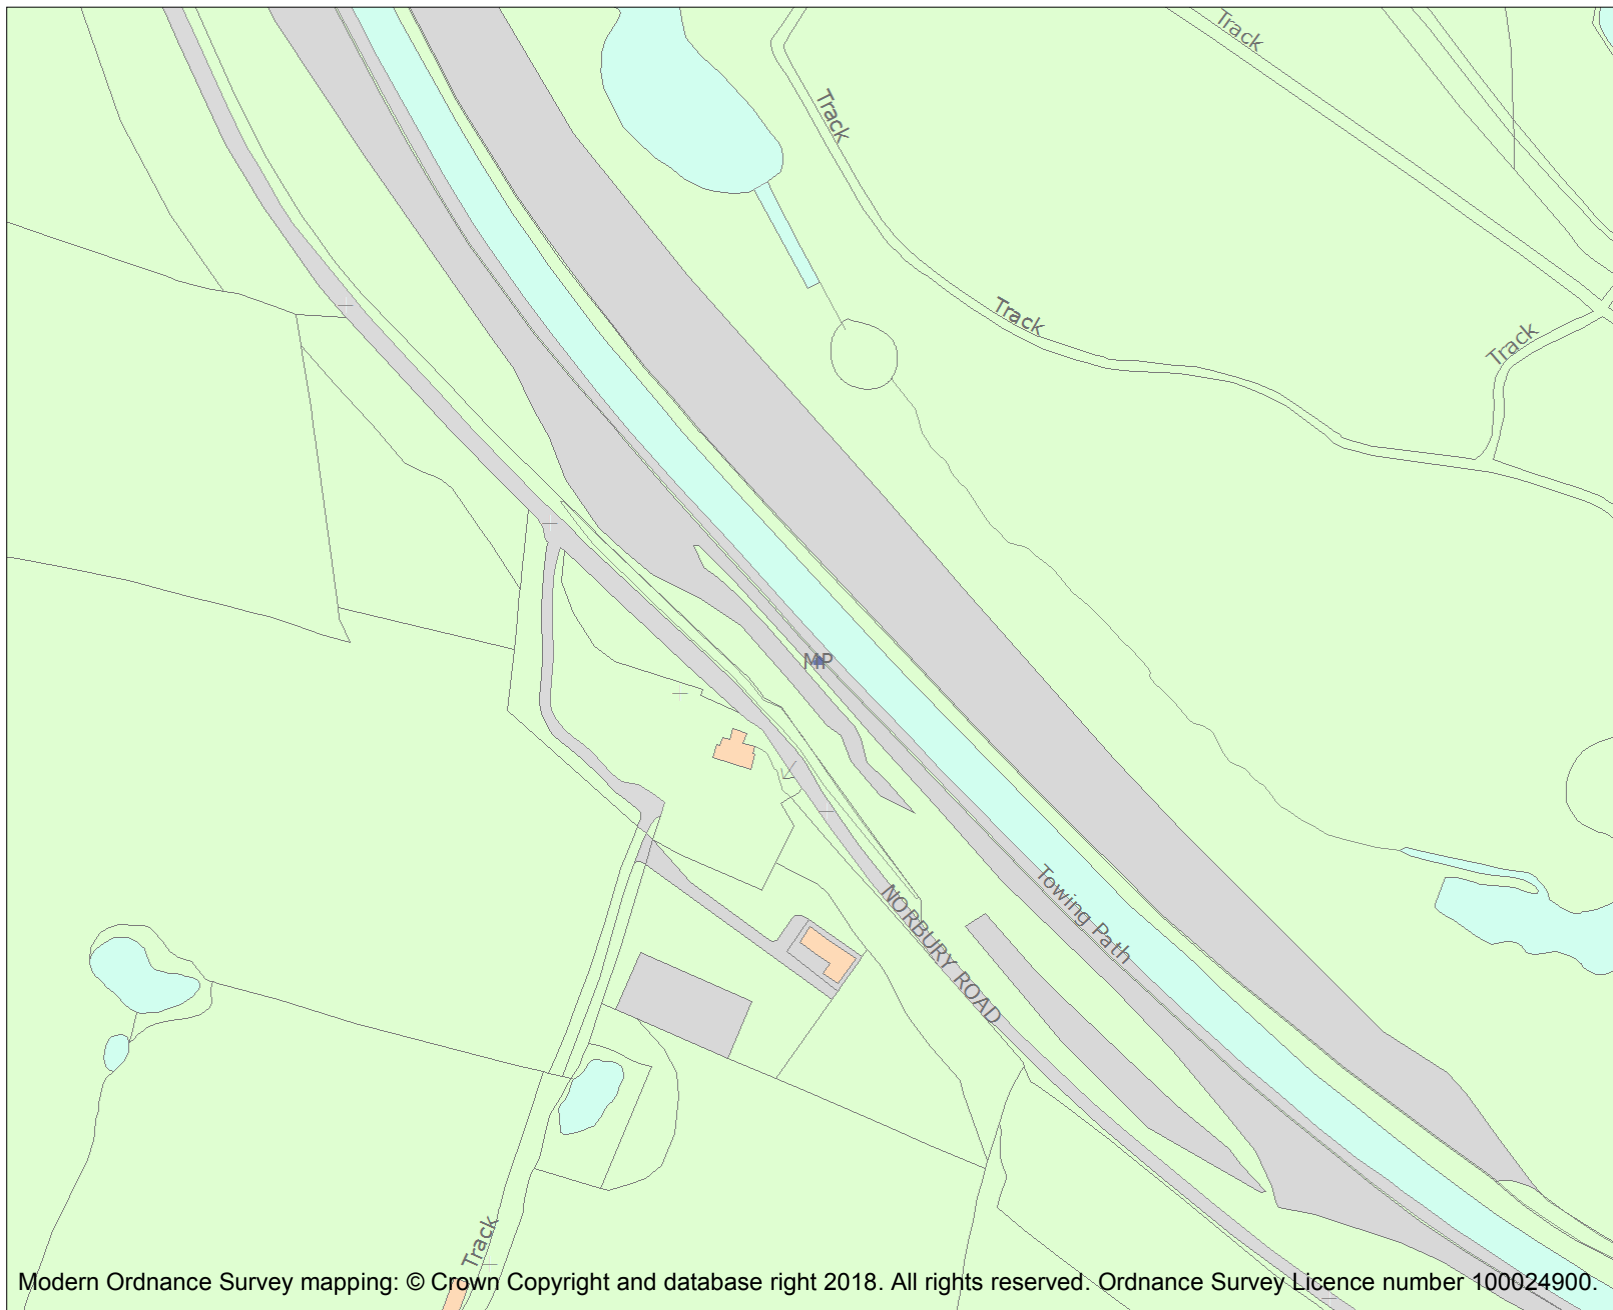 Track
Track
Track
Track
MP
Towing Path
NORBURY ROAD
Track
Modern Ordnance Survey mapping: © Crown Copyright and database right 2018. All rights reserved. Ordnance Survey Licence number 100024900.